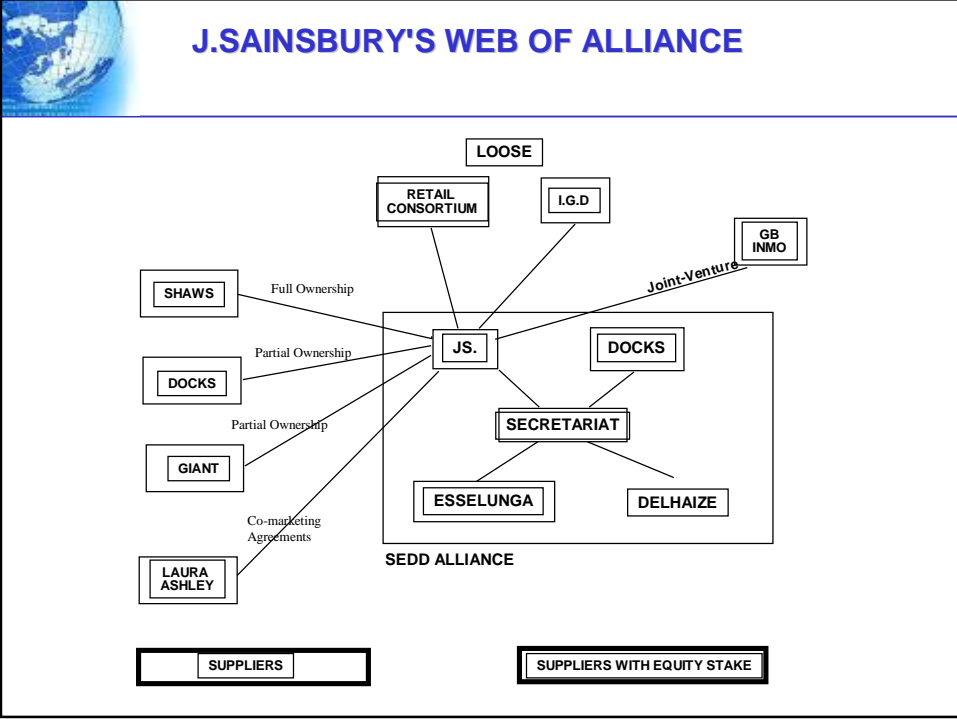 J.SAINSBURY'S WEB OF ALLIANCE
LOOSE
RETAIL
CONSORTIUM
I.G.D
GB
INMO
Joint-Venture
SHAWS
Full Ownership
JS.
DOCKS
Partial Ownership
DOCKS
SECRETARIAT
Partial Ownership
GIANT
ESSELUNGA
DELHAIZE
Co-marketing
Agreements
SEDD ALLIANCE
LAURA
ASHLEY
SUPPLIERS
SUPPLIERS WITH EQUITY STAKE